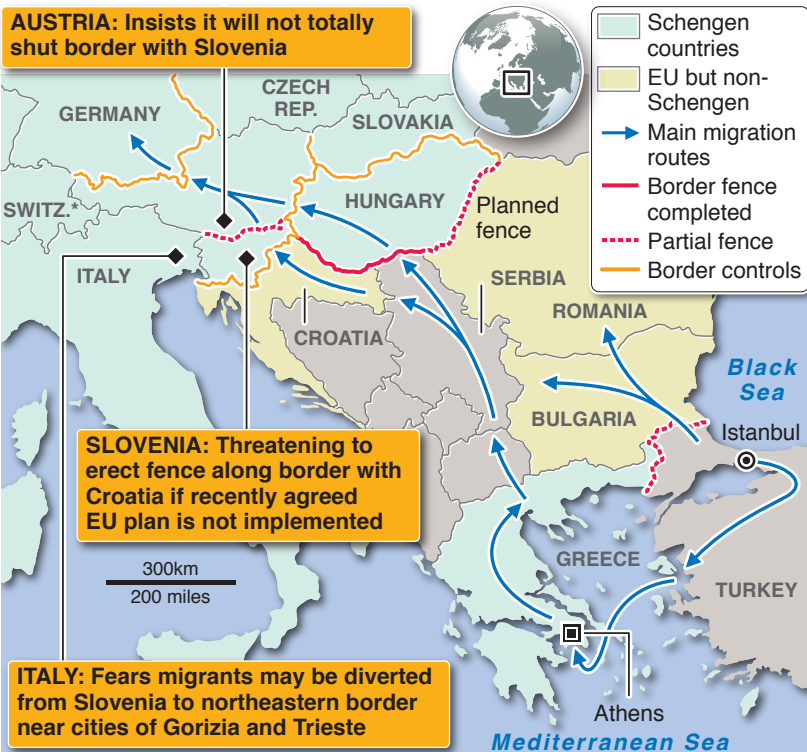 AUSTRIA: Insists it will not totally
shut border with Slovenia
Schengen
countries
EU but non-
Schengen
Main migration
routes
Border fence
completed
Partial fence
Border controls
CZECH
REP.
GERMANY
SLOVAKIA
SWITZ.*
HUNGARY
Planned
fence
ITALY
SERBIA
CROATIA
ROMANIA
Black
Sea
BULGARIA
Istanbul
SLOVENIA: Threatening to
erect fence along border with
Croatia if recently agreed
EU plan is not implemented
300km
200 miles
GREECE
TURKEY
ITALY: Fears migrants may be diverted
from Slovenia to northeastern border
near cities of Gorizia and Trieste
Athens
Mediterranean Sea